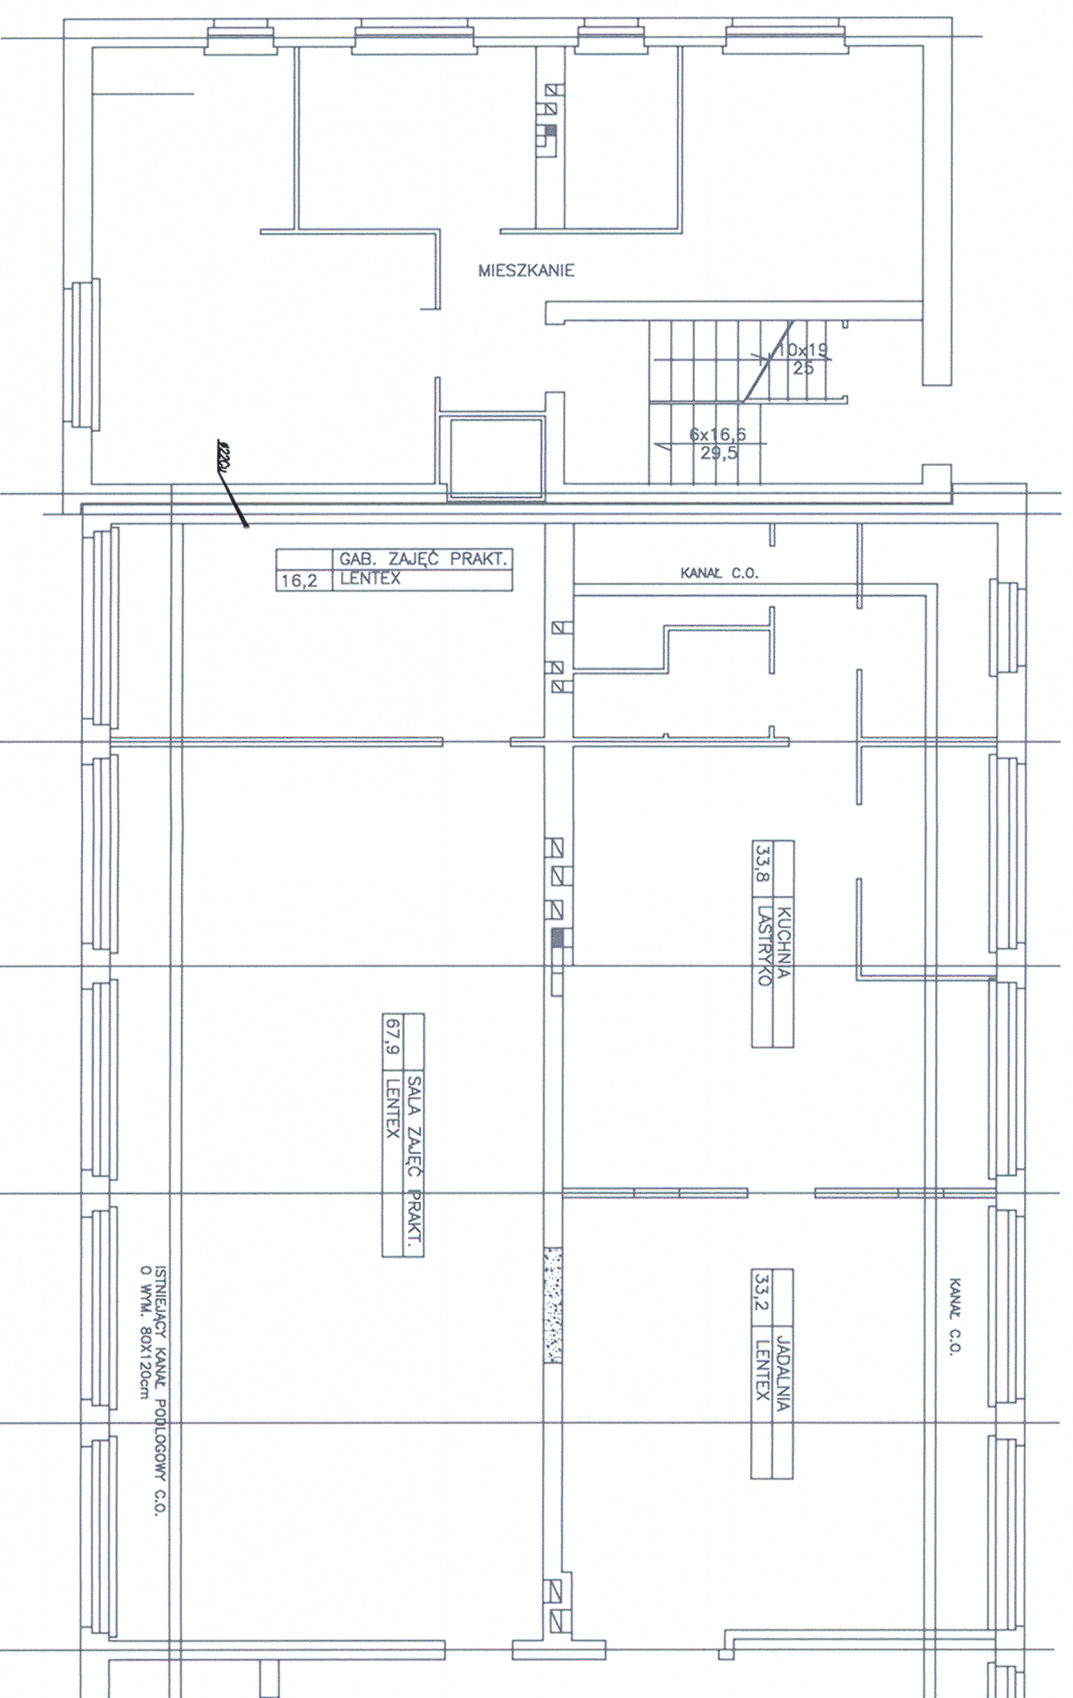 MIESZKANIE
10x19
25
6x16,6
29,5
GAB. ZAJĘĆ PRAKT.
16,2 LENTEX
KANAŁ C.O.
KUCHNIA
33,8 LASTRYKO
SALA ZAJĘĆ PRAKT.
67,9 LENTEX
JADALNIA
33,2 LENTEX
KANAŁ C.O.
ISTNIEJĄCY KANAŁ PODLOGOWY C.O.
O WYM. 80X120cm